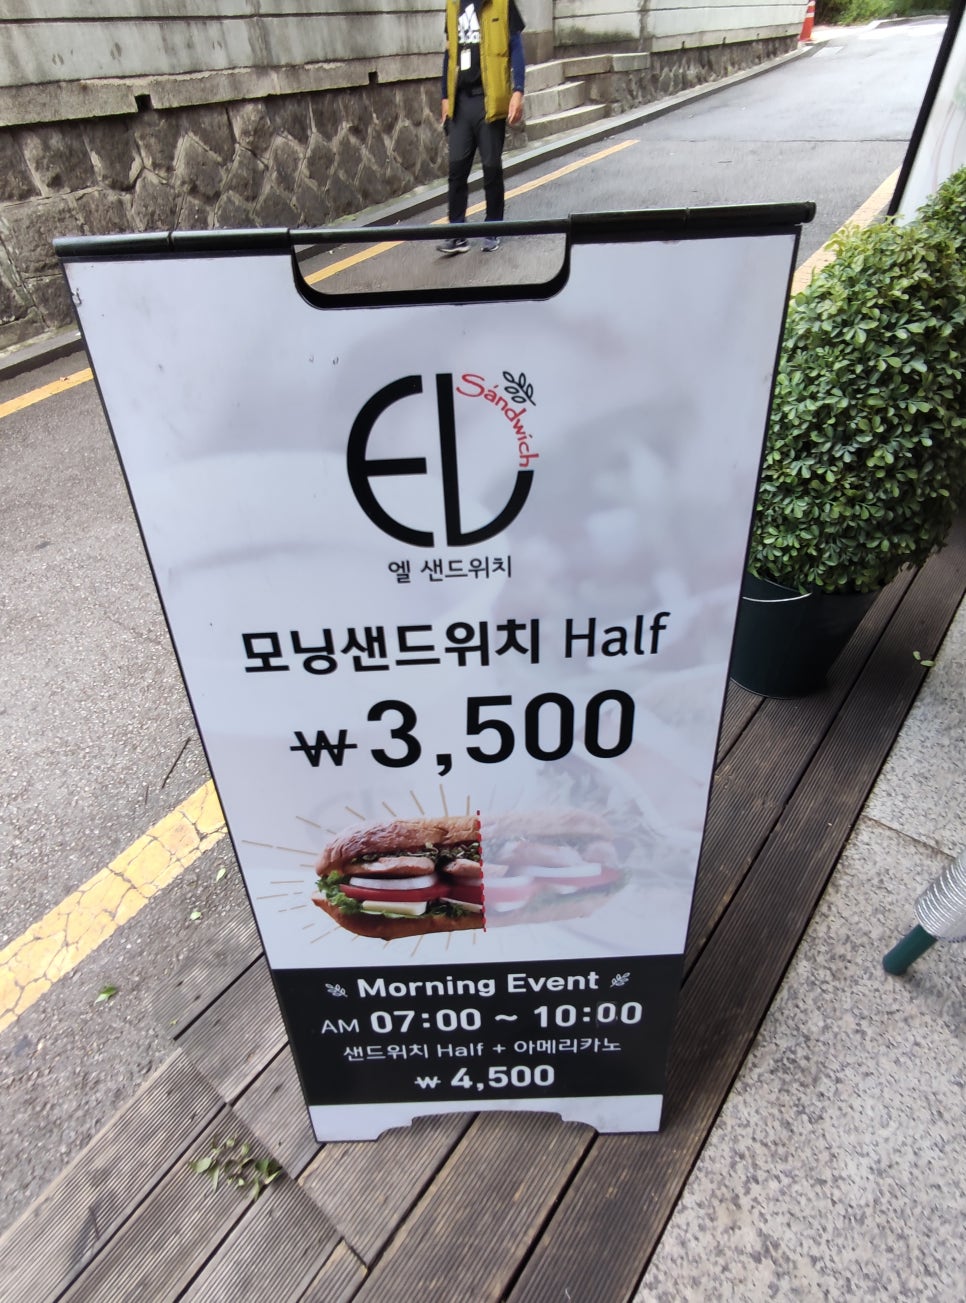 EL
Sandwich
엘 샌드위치
모닝샌드위치 Half
₩3,500
Morning Event
AM 07:00 ~ 10:00
샌드위치 Half + 아메리카노
₩ 4,500